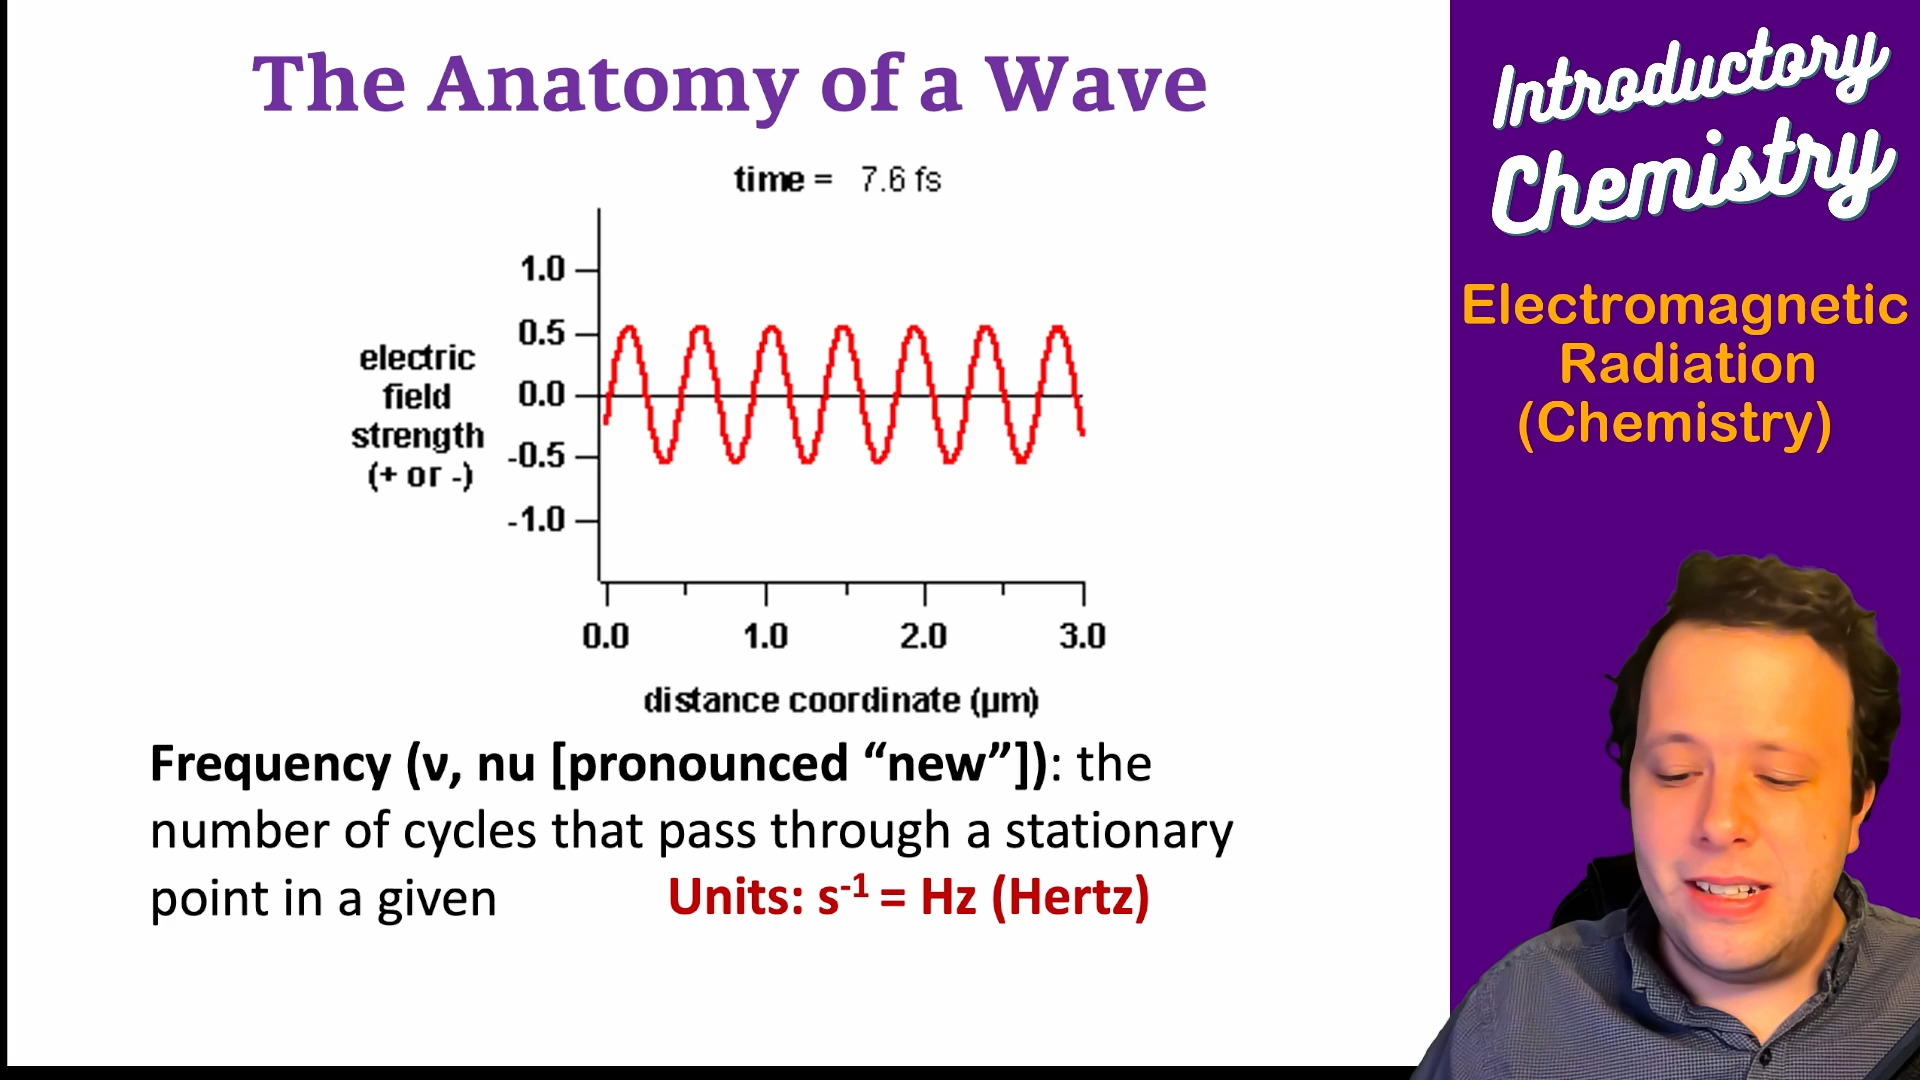 The Anatomy of a Wave
time = 7.6 fs
1.0
0.5
0.0
-0.5
-1.0
electric
field
strength
(+ or -)
0.0 1.0 2.0 3.0
distance coordinate (µm)
Frequency (ν, nu [pronounced “new”]): the
number of cycles that pass through a stationary
point in a given
Units: s⁻¹ = Hz (Hertz)
Introductory
Chemistry
Electromagnetic
Radiation
(Chemistry)